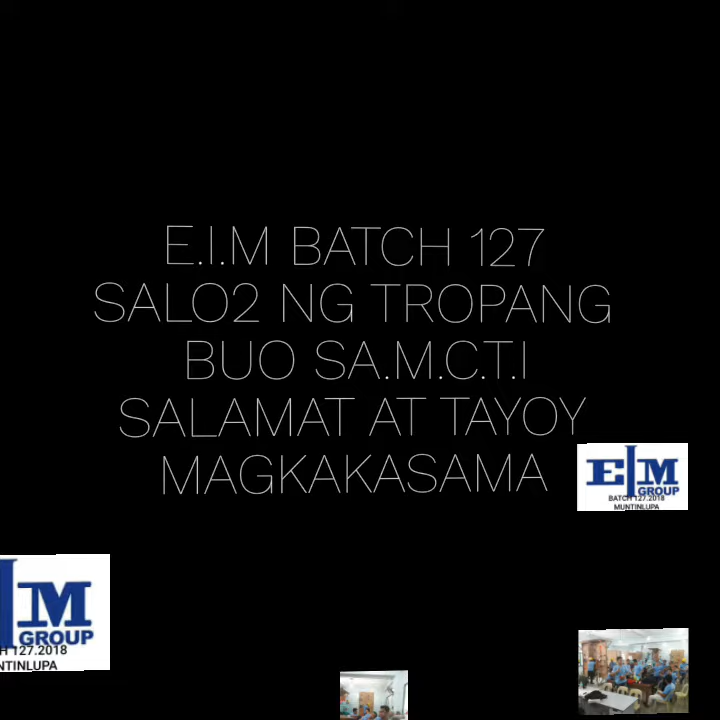 E.I.M BATCH 127
SALO2 NG TROPANG
BUO SA.M.C.T.I
SALAMAT AT TAYOY
MAGKAKASAMA
EIM
GROUP
BATCH 127.2018
MUNTINLUPA
IM
GROUP
H 127.2018
NTINLUPA